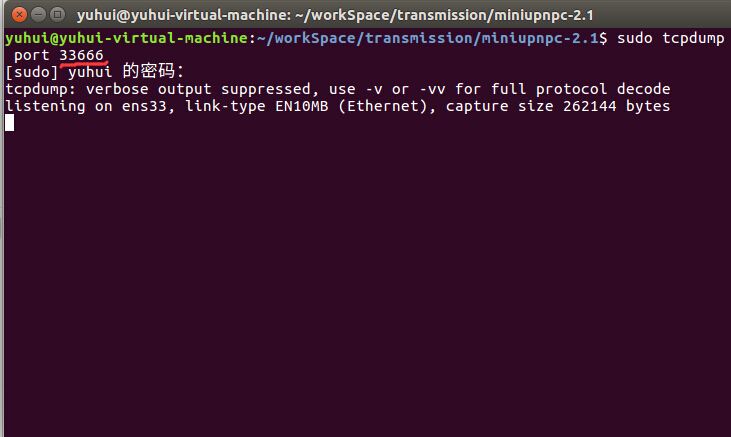 yuhui@yuhui-virtual-machine: ~/workSpace/transmission/miniupnpc-2.1
yuhui@yuhui-virtual-machine:~/workSpace/transmission/miniupnpc-2.1$ sudo tcpdump
 port 33666
[sudo] yuhui 的密码：
tcpdump: verbose output suppressed, use -v or -vv for full protocol decode
listening on ens33, link-type EN10MB (Ethernet), capture size 262144 bytes